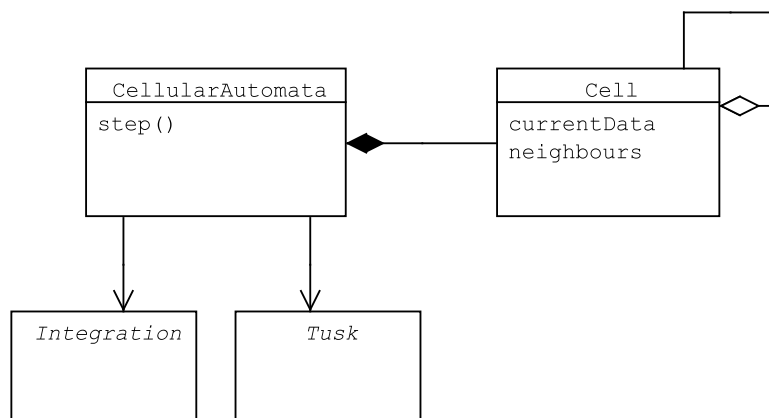 CellularAutomata
step()
Cell
currentData
neighbours
Integration
Tusk